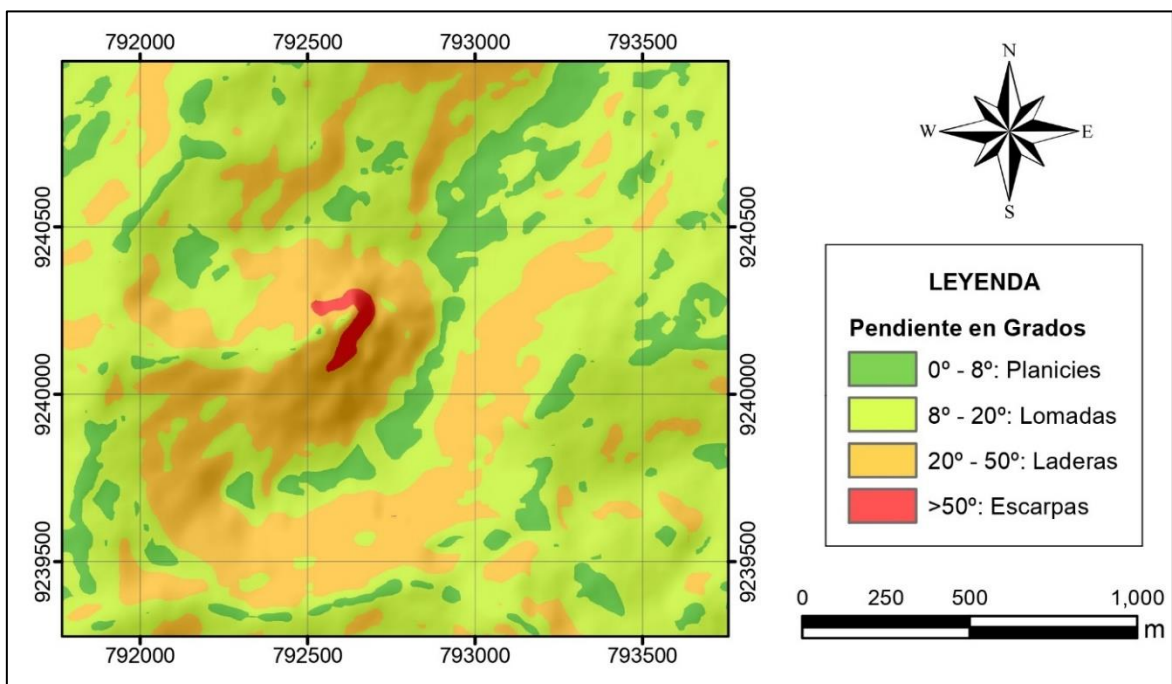 792000 792500 793000 793500
9240500
9240000
9239500
9240500
9240000
9239500
792000 792500 793000 793500
N
W E
S
LEYENDA
Pendiente en Grados
0º - 8º: Planicies
8º - 20º: Lomadas
20º - 50º: Laderas
>50º: Escarpas
0 250 500 1,000
m